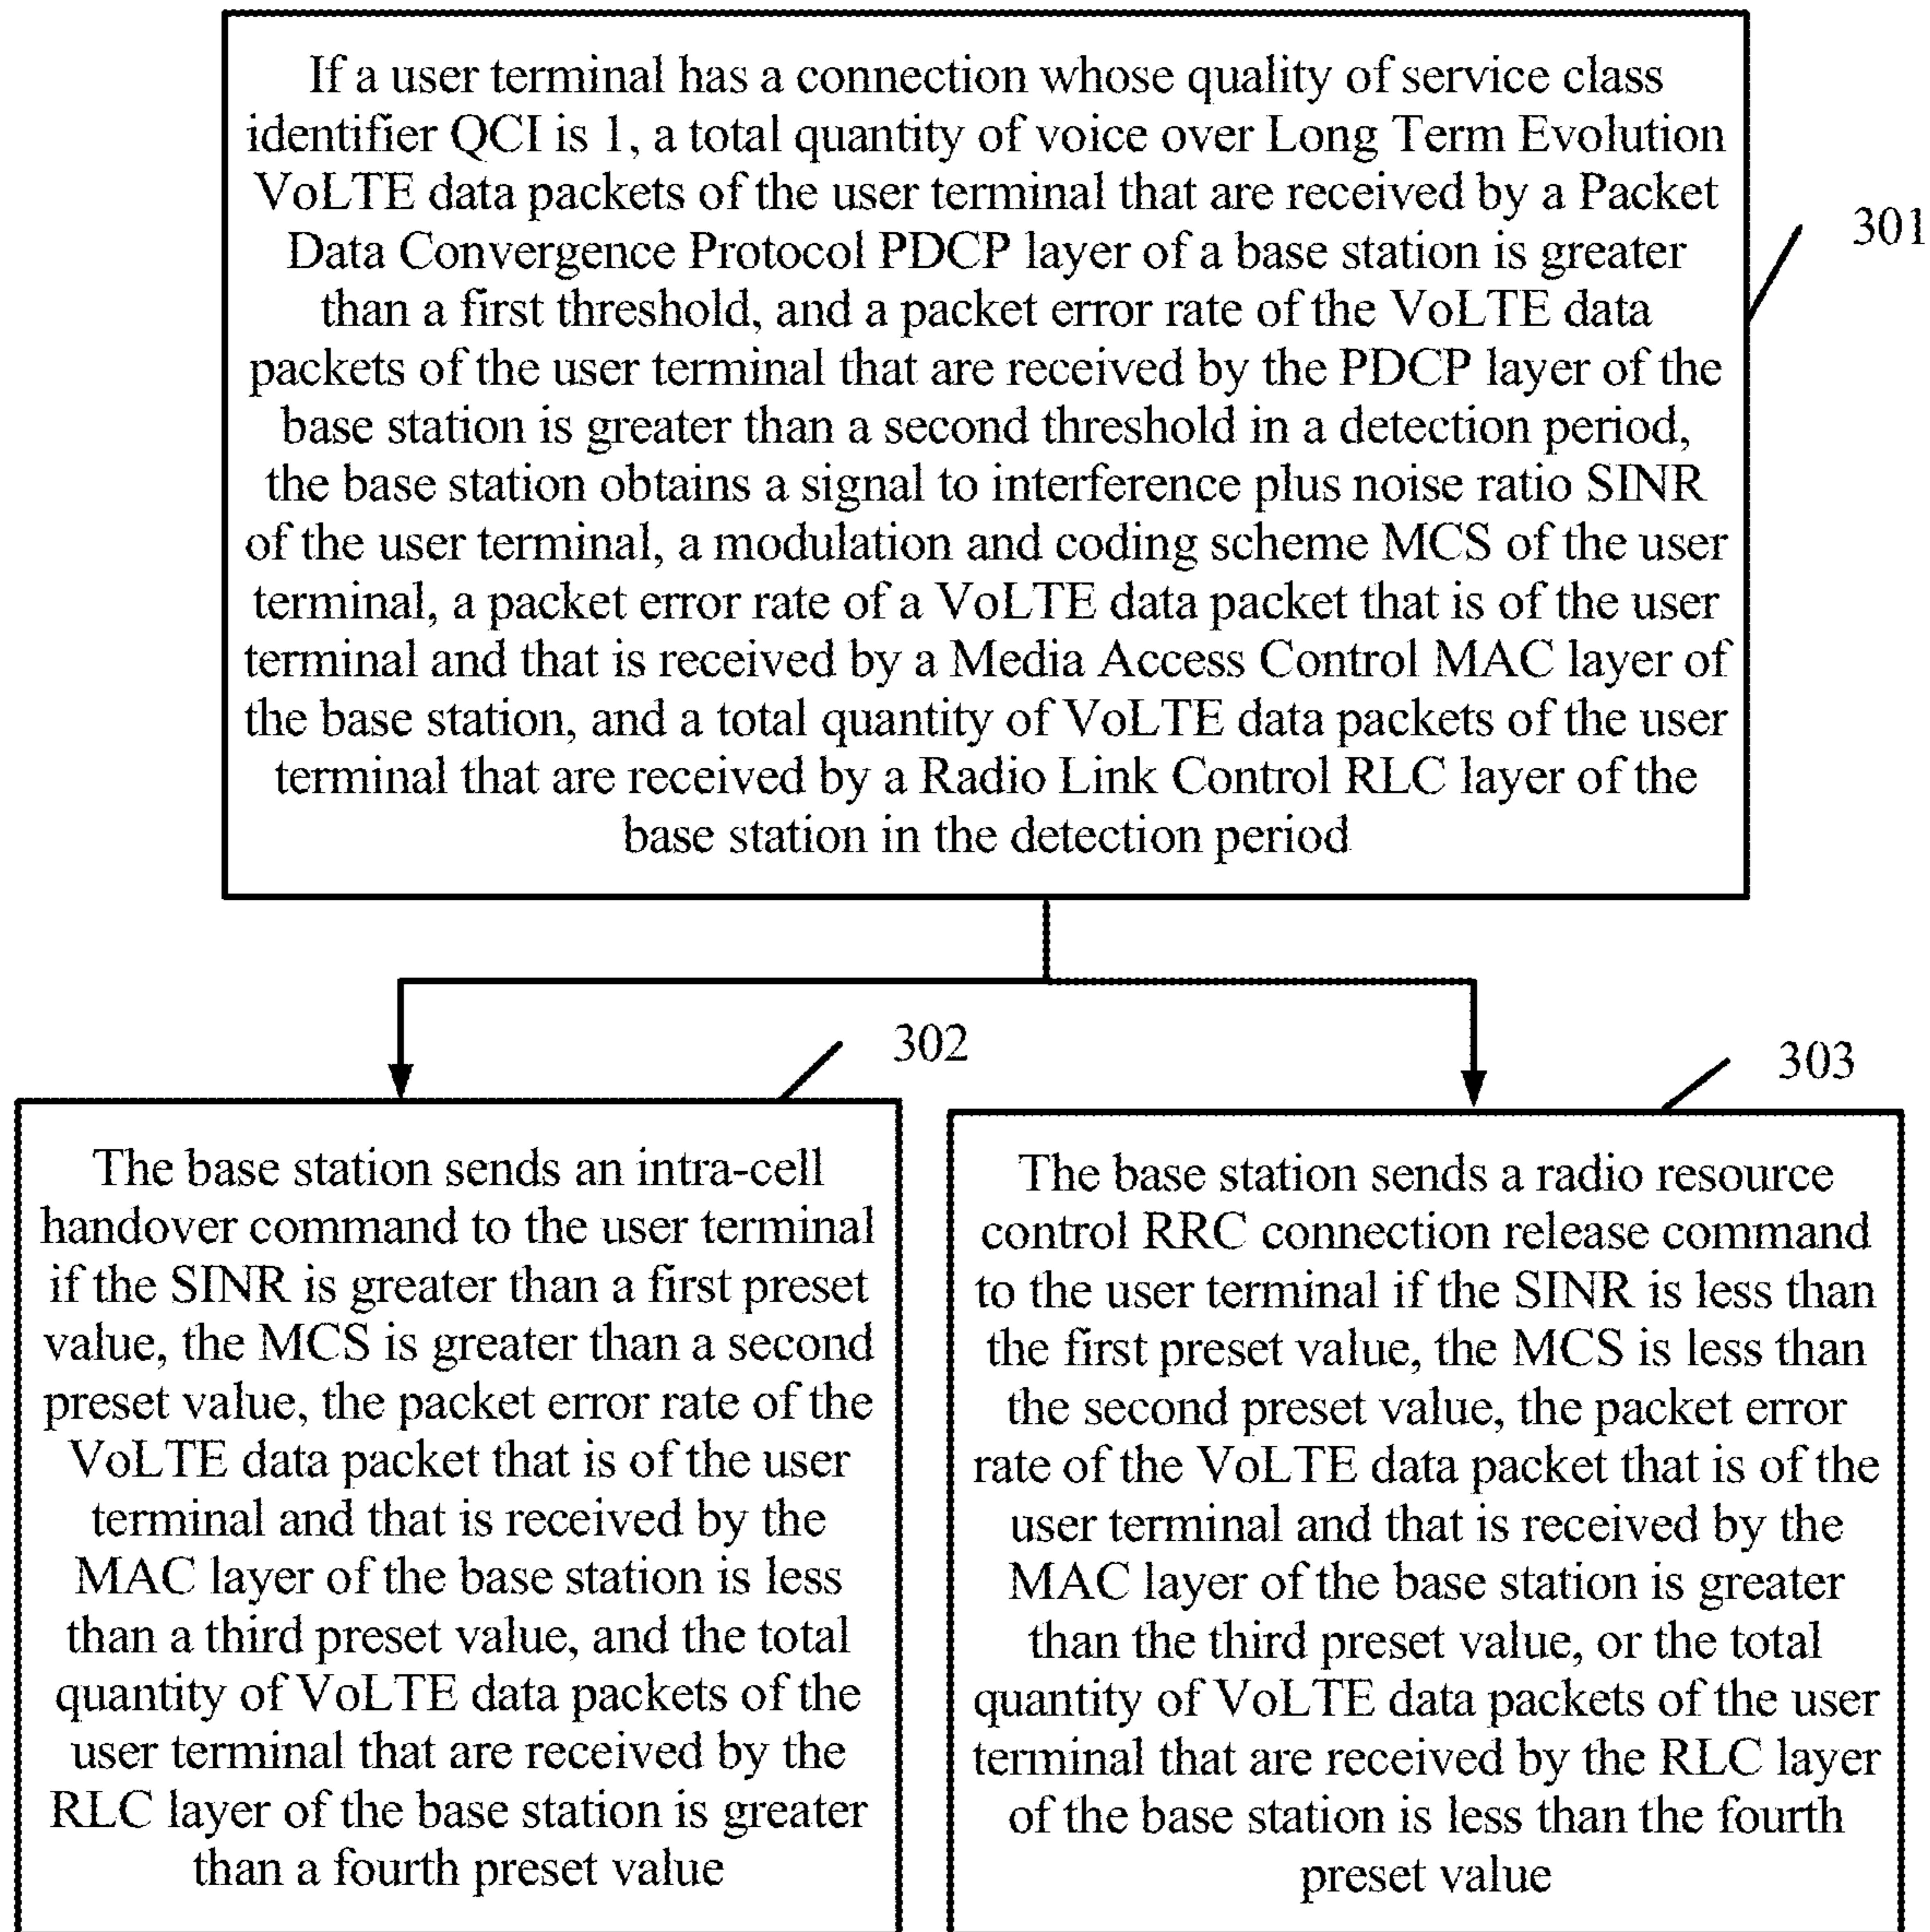 If a user terminal has a connection whose quality of service class
identifier QCI is 1, a total quantity of voice over Long Term Evolution
VoLTE data packets of the user terminal that are received by a Packet
Data Convergence Protocol PDCP layer of a base station is greater
than a first threshold, and a packet error rate of the VoLTE data
packets of the user terminal that are received by the PDCP layer of the
base station is greater than a second threshold in a detection period,
the base station obtains a signal to interference plus noise ratio SINR
of the user terminal, a modulation and coding scheme MCS of the user
terminal, a packet error rate of a VoLTE data packet that is of the user
terminal and that is received by a Media Access Control MAC layer of
the base station, and a total quantity of VoLTE data packets of the user
terminal that are received by a Radio Link Control RLC layer of the
base station in the detection period
301
302
The base station sends an intra-cell
handover command to the user terminal
if the SINR is greater than a first preset
value, the MCS is greater than a second
preset value, the packet error rate of the
VoLTE data packet that is of the user
terminal and that is received by the
MAC layer of the base station is less
than a third preset value, and the total
quantity of VoLTE data packets of the
user terminal that are received by the
RLC layer of the base station is greater
than a fourth preset value
303
The base station sends a radio resource
control RRC connection release command
to the user terminal if the SINR is less than
the first preset value, the MCS is less than
the second preset value, the packet error
rate of the VoLTE data packet that is of the
user terminal and that is received by the
MAC layer of the base station is greater
than the third preset value, or the total
quantity of VoLTE data packets of the user
terminal that are received by the RLC layer
of the base station is less than the fourth
preset value